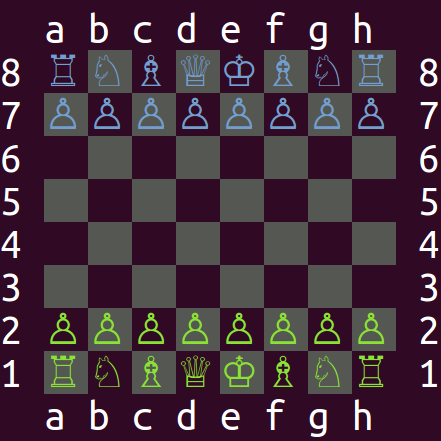 a b c d e f g h
8 ♖♘♗♕♔♗♘♖ 8
7 ♙♙♙♙♙♙♙♙ 7
6 6
5 5
4 4
3 3
2 ♙♙♙♙♙♙♙♙ 2
1 ♖♘♗♕♔♗♘♖ 1
a b c d e f g h